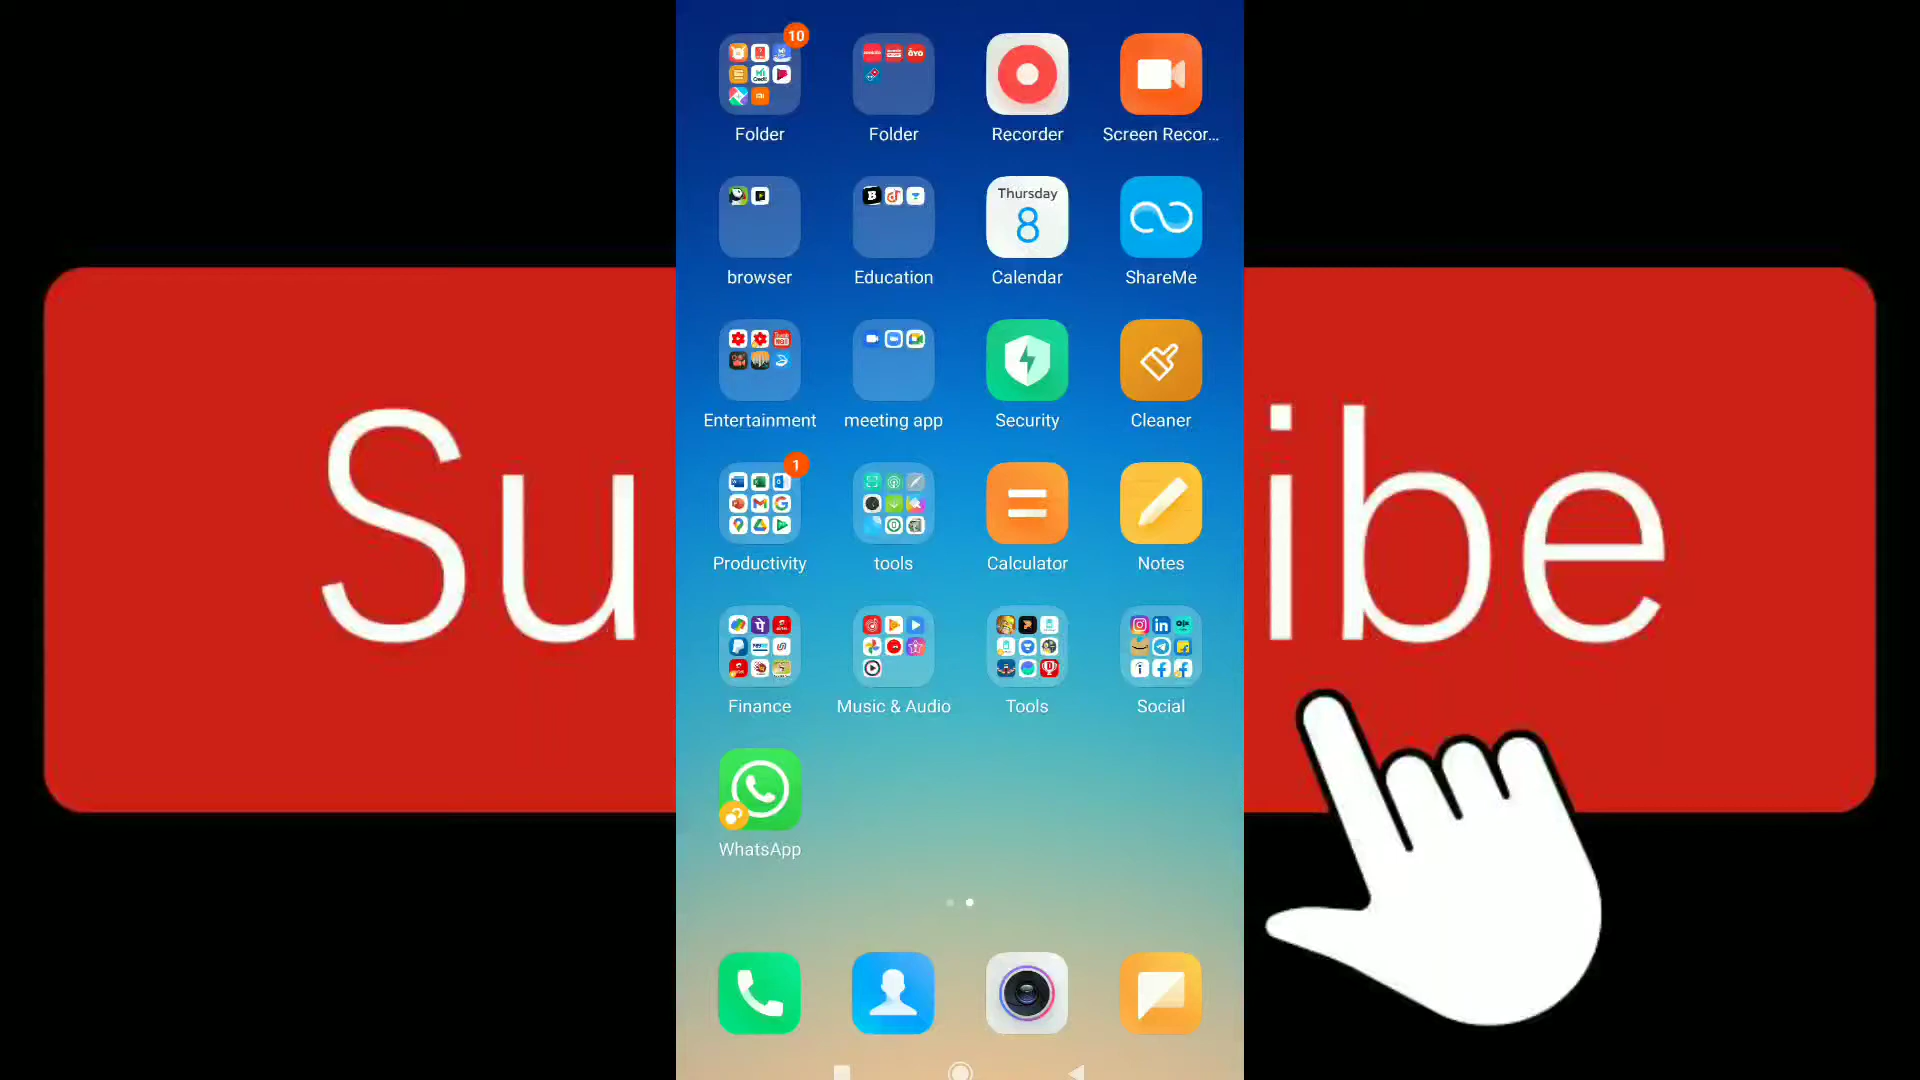 10
Folder Folder Recorder Screen Recor...
Thursday
8
browser Education Calendar ShareMe
Entertainment meeting app Security Cleaner
1
Productivity tools Calculator Notes
Finance Music & Audio Tools Social
WhatsApp
Su ibe